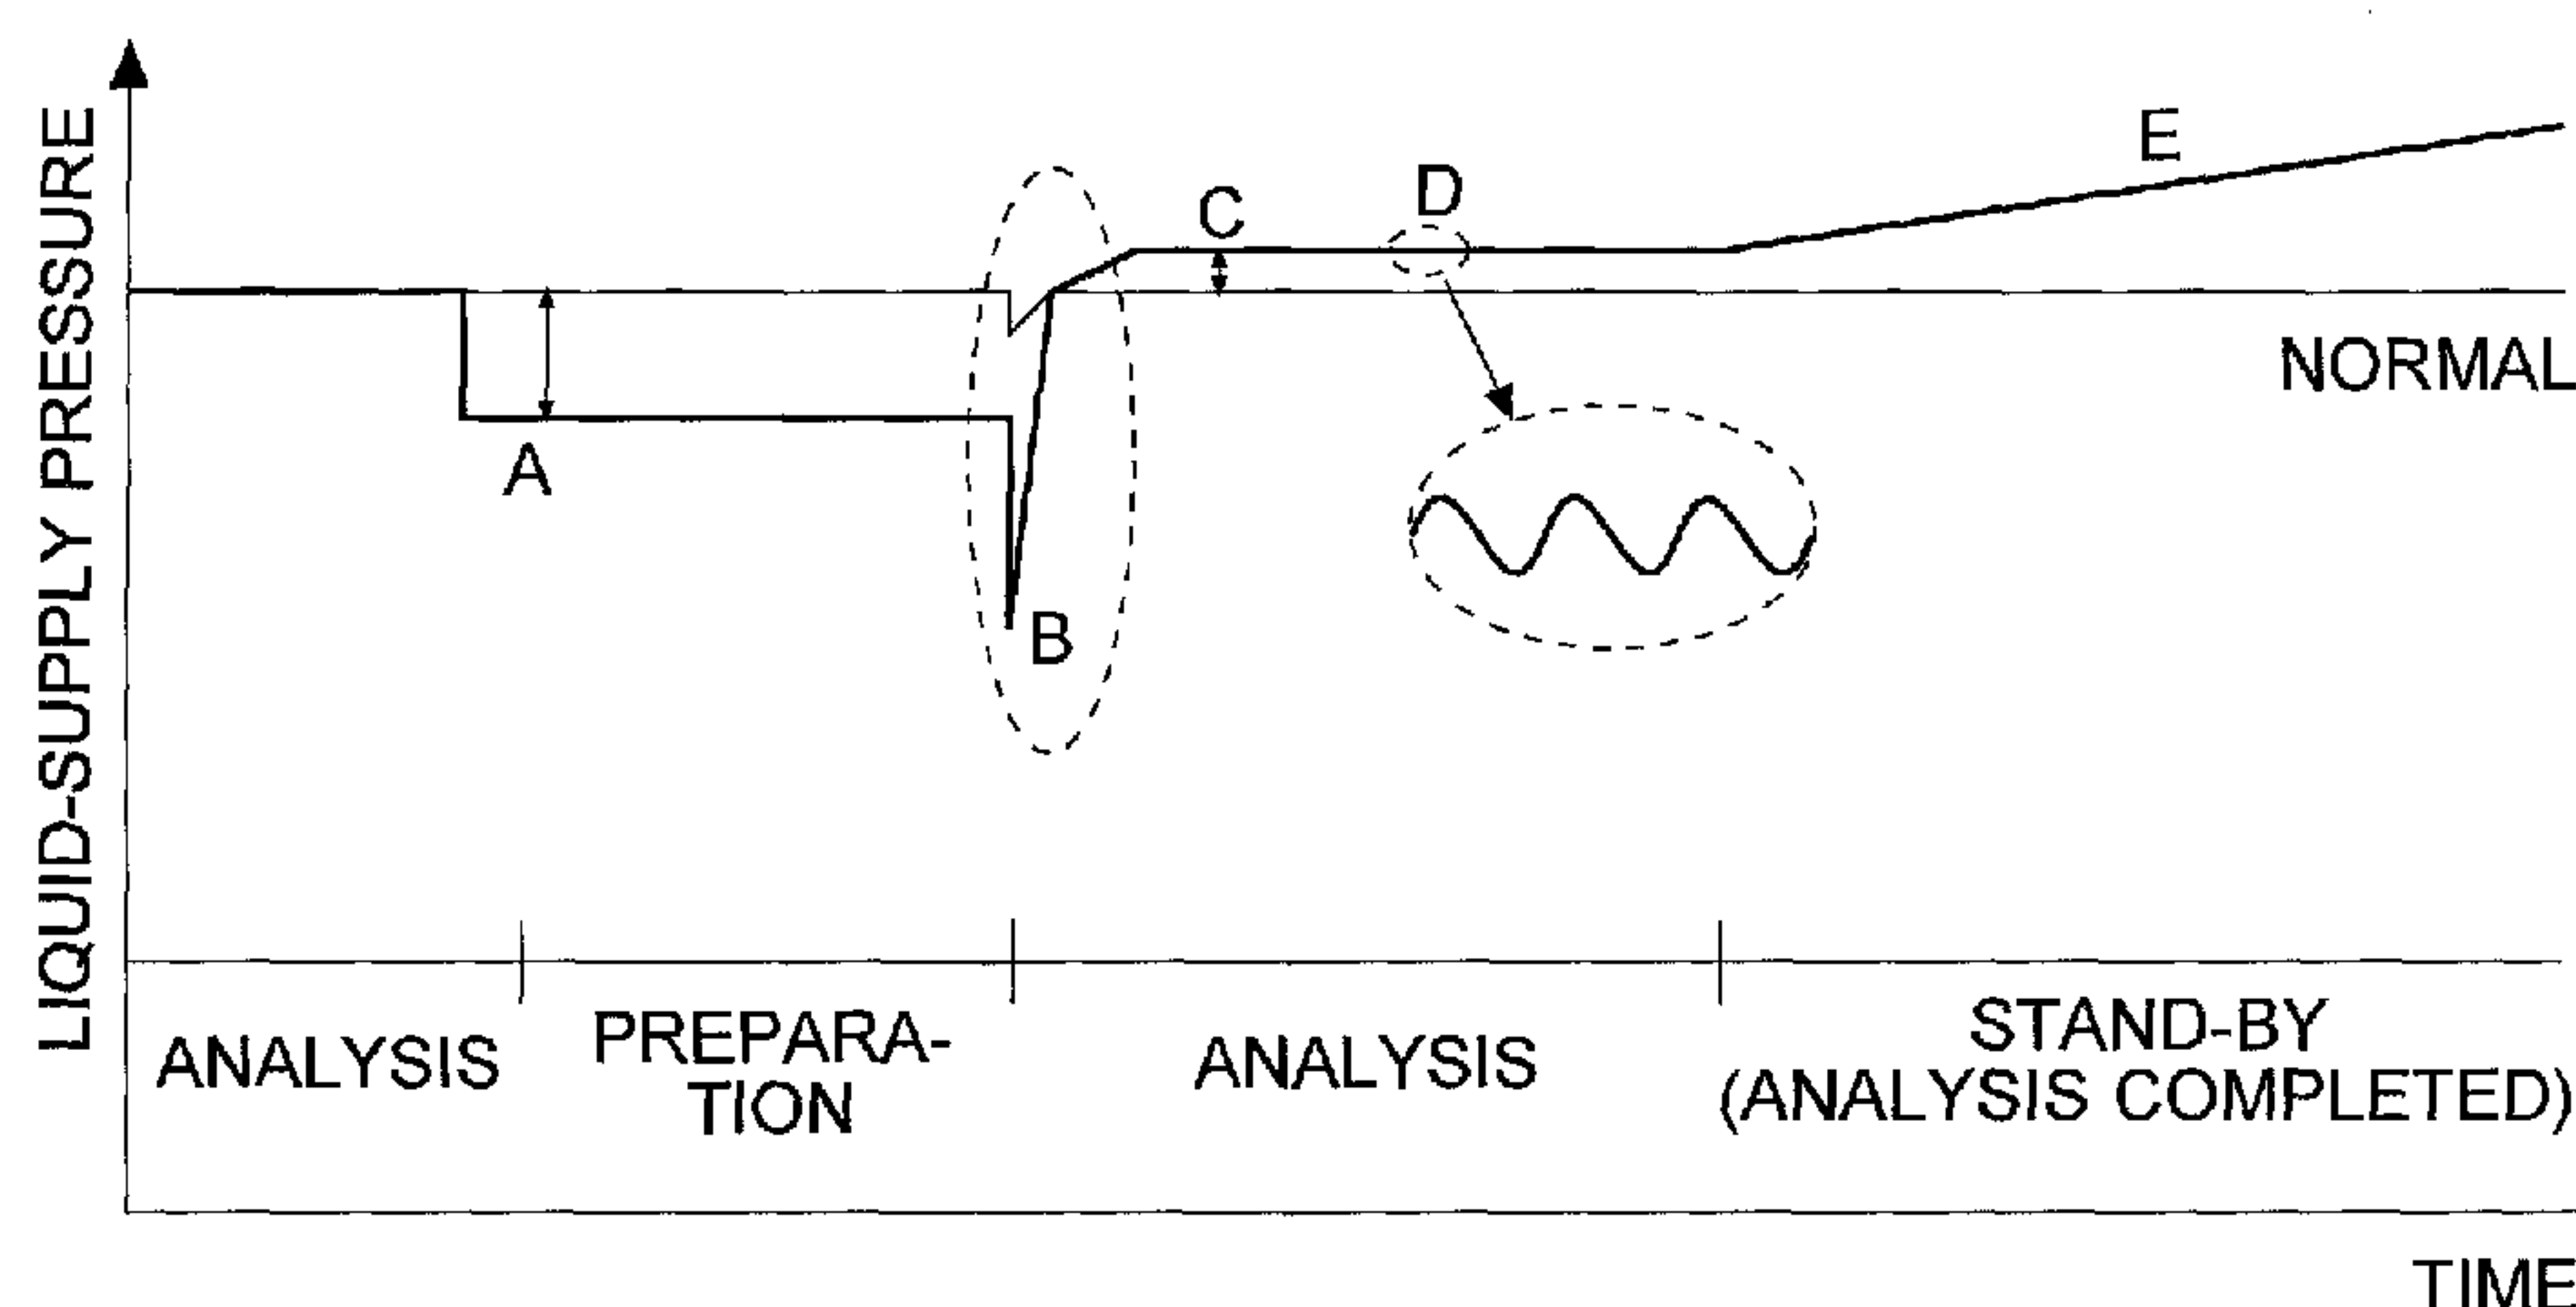 LIQUID-SUPPLY PRESSURE
E
D
C
NORMAL
A
B
ANALYSIS
PREPARA-
TION
ANALYSIS
STAND-BY
(ANALYSIS COMPLETED)
TIME